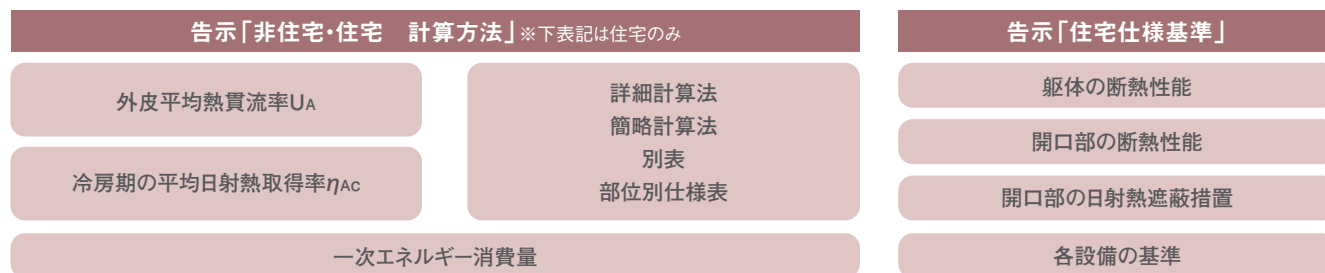 告示「非住宅・住宅　計算方法」※下表記は住宅のみ
外皮平均熱貫流率UA
冷房期の平均日射熱取得率ηAC
詳細計算法
簡略計算法
別表
部位別仕様表
一次エネルギー消費量
告示「住宅仕様基準」
躯体の断熱性能
開口部の断熱性能
開口部の日射熱遮蔽措置
各設備の基準